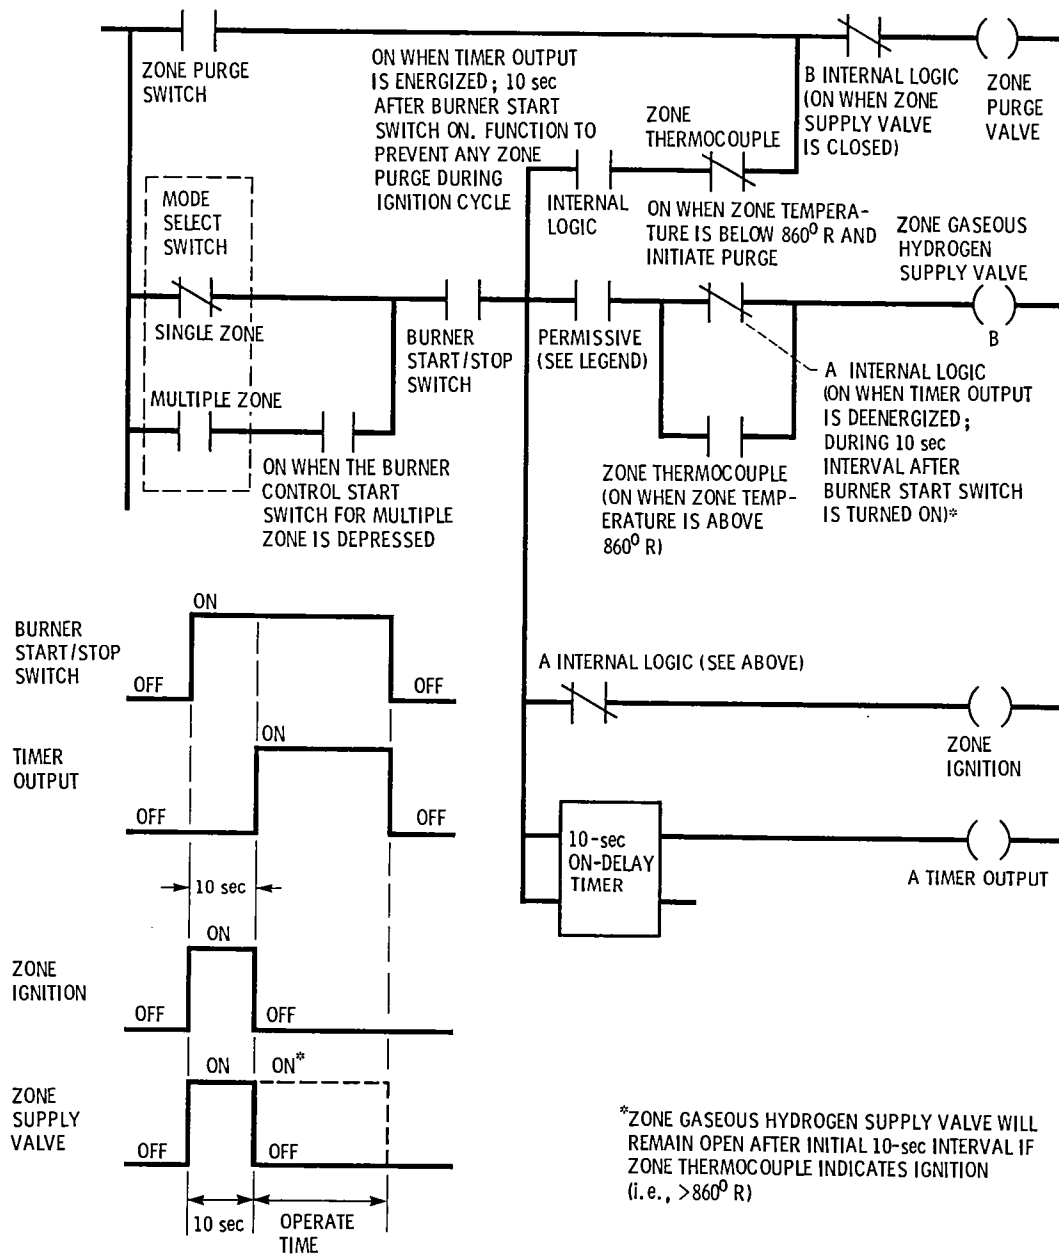 ZONE PURGE
SWITCH
ON WHEN TIMER OUTPUT
IS ENERGIZED; 10 sec
AFTER BURNER START
SWITCH ON. FUNCTION TO
PREVENT ANY ZONE
PURGE DURING
IGNITION CYCLE
B INTERNAL LOGIC
(ON WHEN ZONE
SUPPLY VALVE
IS CLOSED)
ZONE
PURGE
VALVE
ZONE
THERMOCOUPLE
INTERNAL
LOGIC
ON WHEN ZONE TEMPERA-
TURE IS BELOW 860⁰ R AND
INITIATE PURGE
MODE
SELECT
SWITCH
SINGLE ZONE
MULTIPLE ZONE
ON WHEN THE BURNER
CONTROL START
SWITCH FOR MULTIPLE
ZONE IS DEPRESSED
BURNER
START/STOP
SWITCH
PERMISSIVE
(SEE LEGEND)
ZONE GASEOUS
HYDROGEN
SUPPLY VALVE
B
A INTERNAL LOGIC
(ON WHEN TIMER OUTPUT
IS DEENERGIZED;
DURING 10 sec
INTERVAL AFTER
BURNER START SWITCH
IS TURNED ON)*
ZONE THERMOCOUPLE
(ON WHEN ZONE TEMP-
ERATURE IS ABOVE
860⁰ R)
A INTERNAL LOGIC (SEE ABOVE)
ZONE
IGNITION
10-sec
ON-DELAY
TIMER
A TIMER OUTPUT
BURNER
START/STOP
SWITCH
OFF
ON
OFF
TIMER
OUTPUT
OFF
ON
OFF
10 sec
ZONE
IGNITION
OFF
ON
OFF
ZONE
SUPPLY
VALVE
OFF
ON
ON*
OFF
10 sec
OPERATE
TIME
*ZONE GASEOUS HYDROGEN SUPPLY VALVE WILL
REMAIN OPEN AFTER INITIAL 10-sec INTERVAL IF
ZONE THERMOCOUPLE INDICATES IGNITION
(i. e., >860⁰ R)